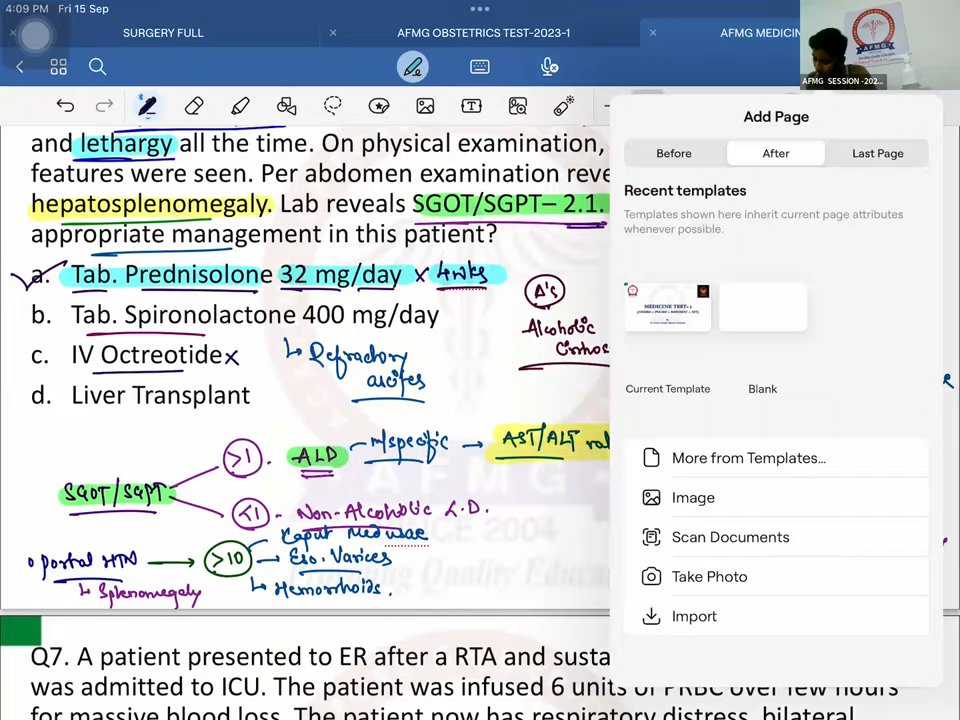 4:09 PM Fri 15 Sep
SURGERY FULL
AFMG OBSTETRICS TEST-2023-1
AFMG MEDICIN
AFMG SESSION -202...
and lethargy all the time. On physical examination,
features were seen. Per abdomen examination reve
hepatosplenomegaly. Lab reveals SGOT/SGPT– 2.1.
appropriate management in this patient?
a. Tab. Prednisolone 32 mg/day x 4wks
b. Tab. Spironolactone 400 mg/day
c. IV Octreotide x
d. Liver Transplant
Δ's
Alcoholic
Cirrhos
Refractory
ascites
SGOT/SGPT
>1 . ALD m/specific → AST/ALT
<1 - Non-Alcoholic L.D.
Portal HTN → >10
Caput Medusae
Eso. Varices
Hemorrhoids.
Splenomegaly
AFMG
SINCE 2004
Q7. A patient presented to ER after a RTA and susta
was admitted to ICU. The patient was infused 6 units of PRBC over few hours
for massive blood loss. The patient now has respiratory distress, bilateral
Add Page
Before
After
Last Page
Recent templates
Templates shown here inherit current page attributes
whenever possible.
MEDICINE TEST- 1
Current Template
Blank
More from Templates...
Image
Scan Documents
Take Photo
Import